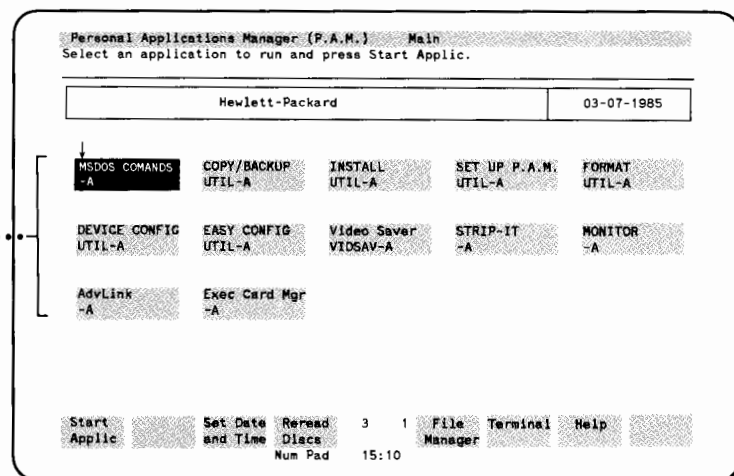 Personal Applications Manager (P.A.M.) Main
Select an application to run and press Start Applic.
Hewlett-Packard 03-07-1985
MSDOS COMANDS COPY/BACKUP INSTALL SET UP P.A.M. FORMAT
-A UTIL-A UTIL-A UTIL-A UTIL-A
DEVICE CONFIG EASY CONFIG Video Saver STRIP-IT MONITOR
UTIL-A UTIL-A VIDSAV-A -A -A
AdvLink Exec Card Mgr
-A -A
Start Set Date Reread 3 1 File Terminal Help
Applic and Time Discs Manager
Num Pad 15:10